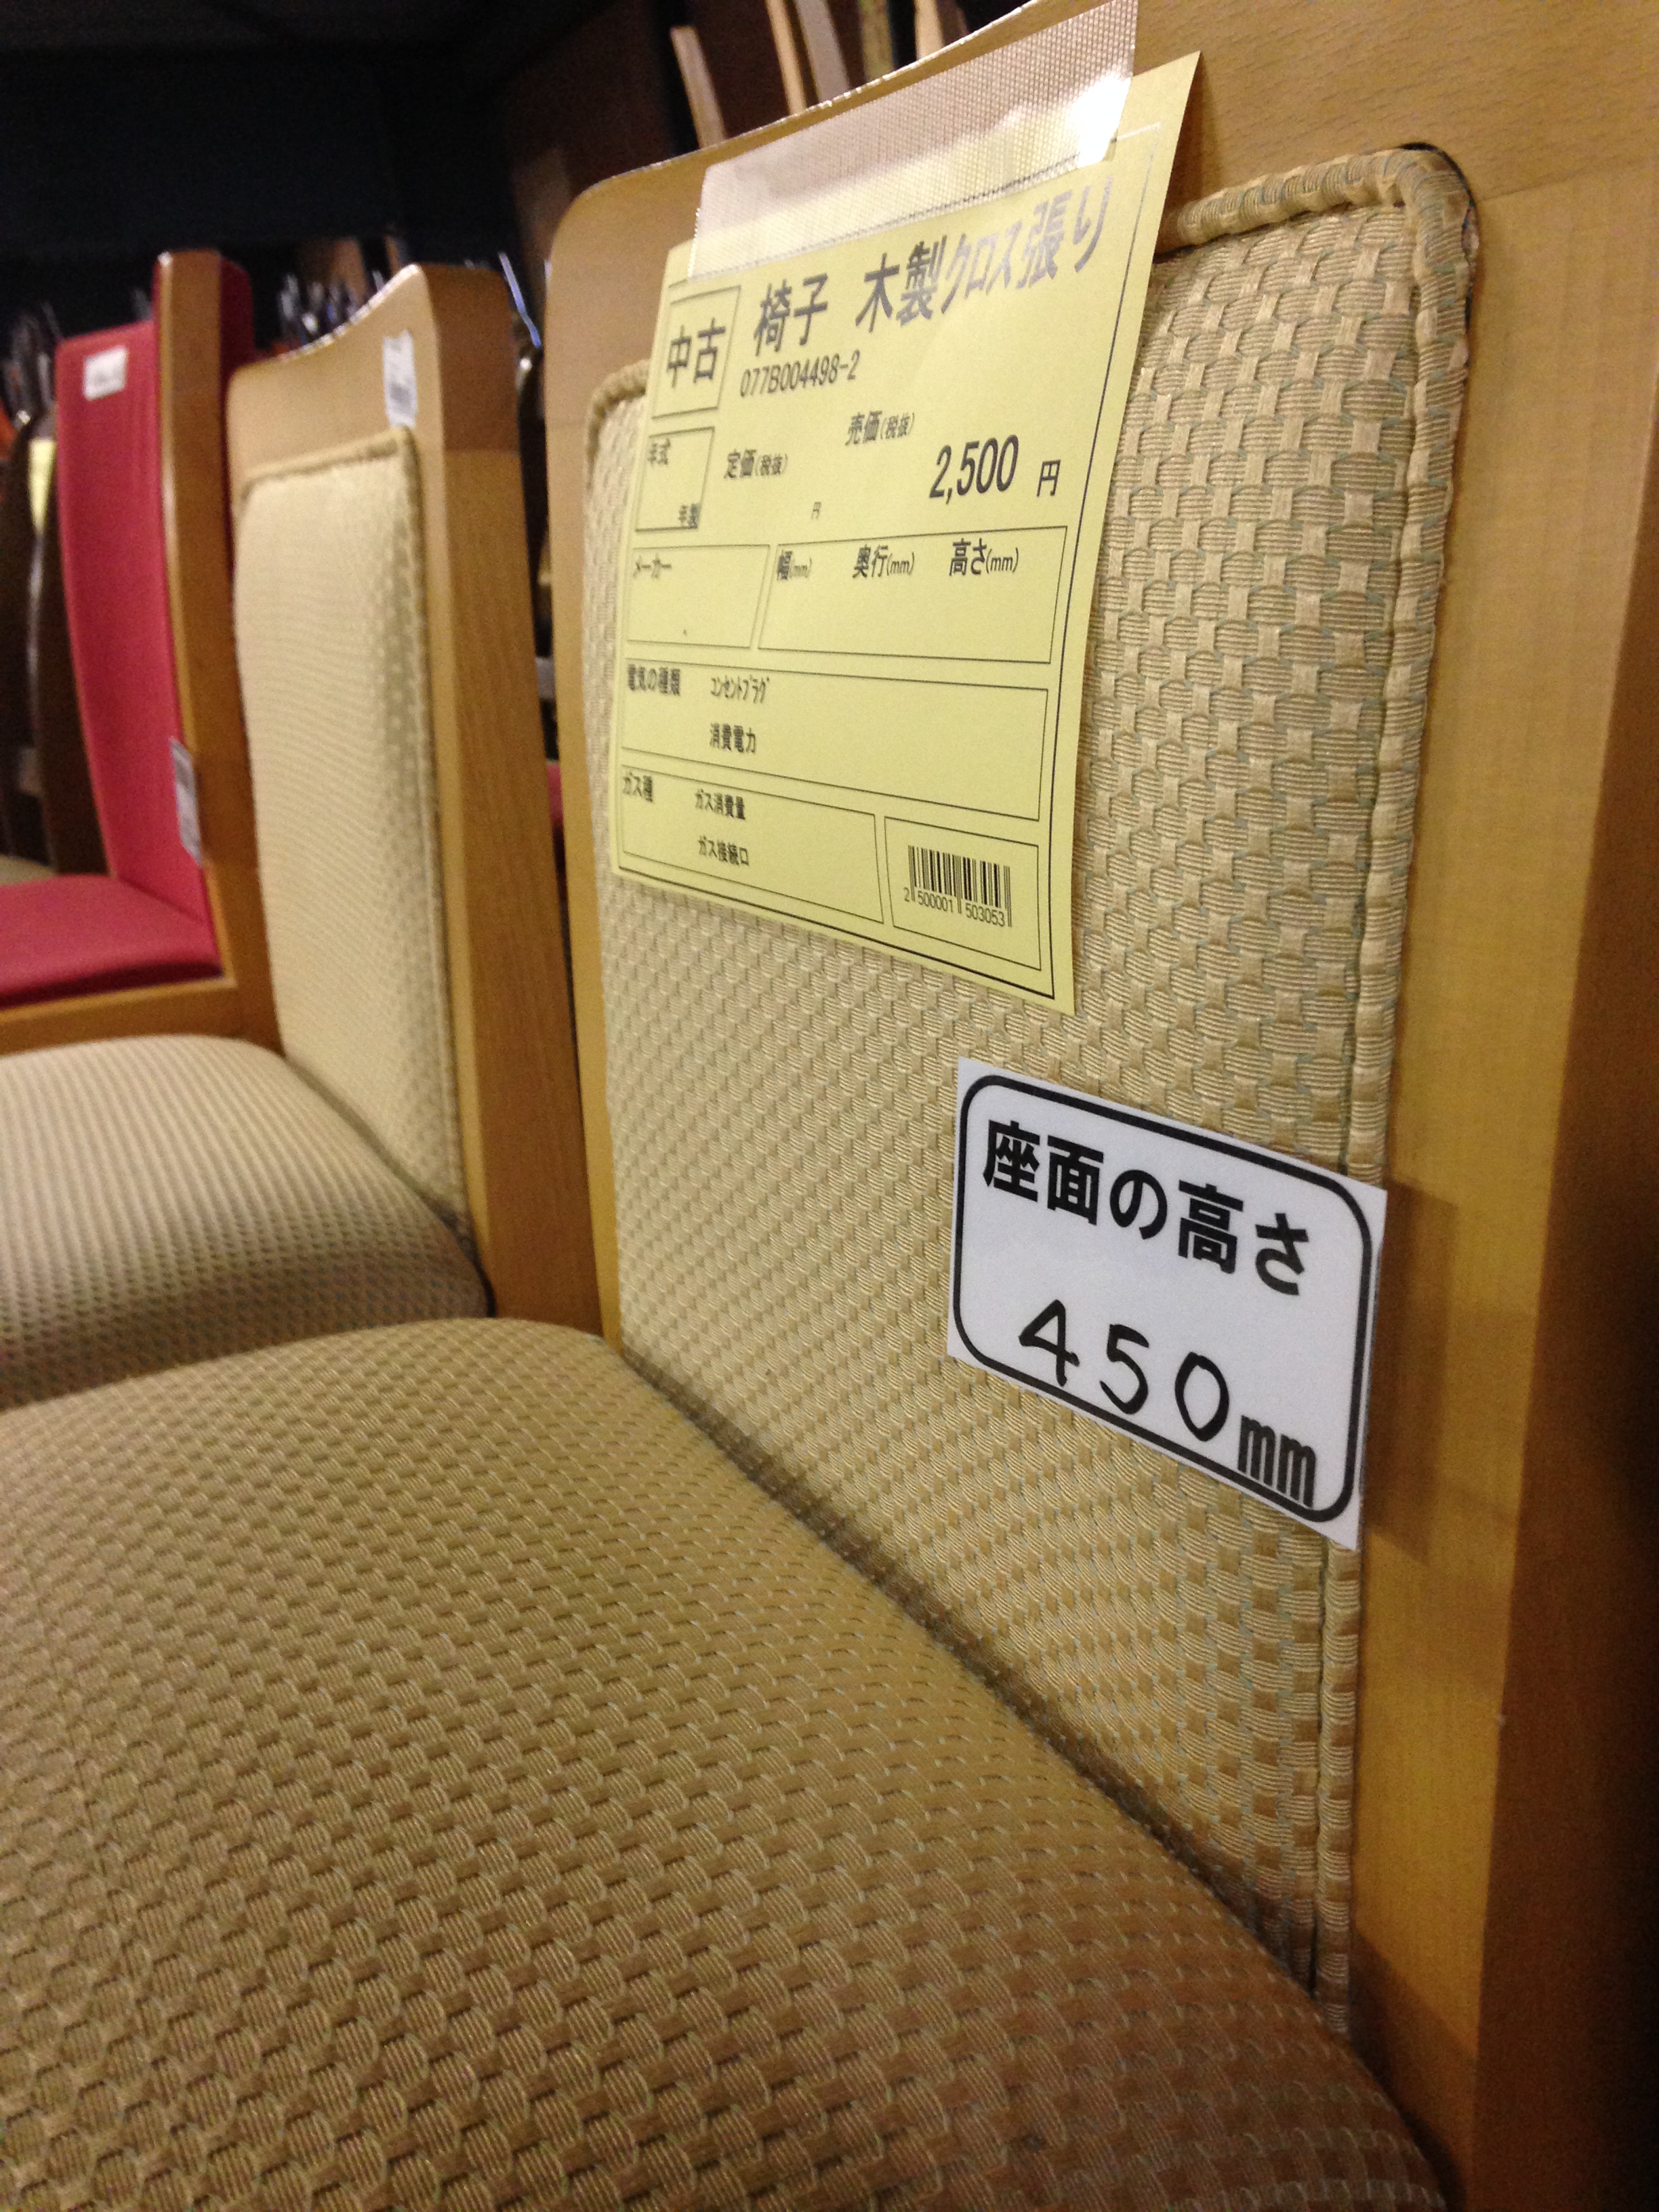 中古 椅子 木製クロス張り
077B004498-2
年式 年製
定価(税抜) 円
売価(税抜)
2,500 円
メーカー
幅(mm) 奥行(mm) 高さ(mm)
電気の種類 コンセントプラグ
消費電力
ガス種 ガス消費量
ガス接続口
2 500001 503053
座面の高さ
450mm